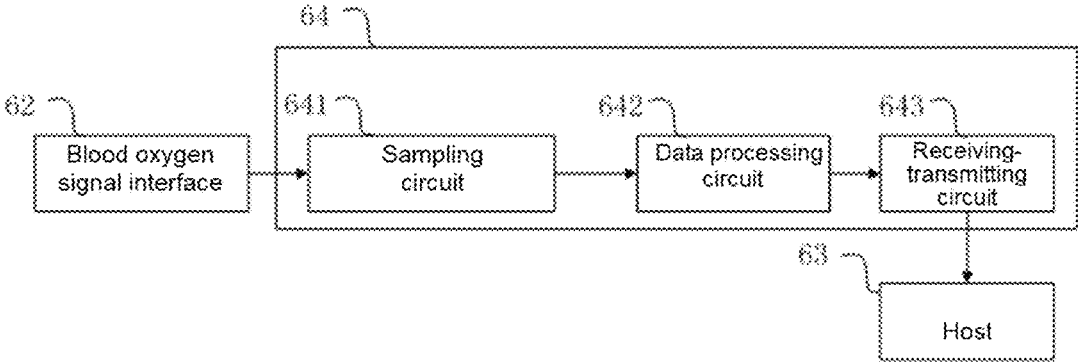 64
62
641
642
643
Blood oxygen
signal interface
Sampling
circuit
Data processing
circuit
Receiving-
transmitting
circuit
63
Host